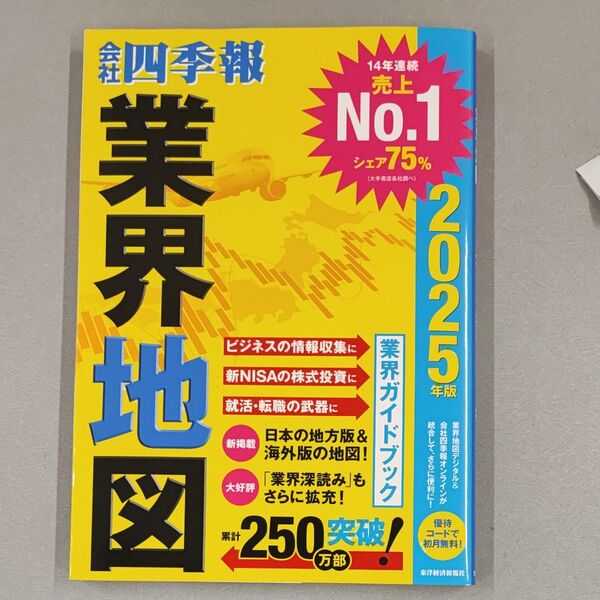 会社四季報
業界地図
14年連続
売上
No.1
シェア75%
(大手書店各社調べ)
2025年版
ビジネスの情報収集に
新NISAの株式投資に
就活・転職の武器に
業界ガイドブック
新掲載
日本の地方版&
海外版の地図!
大好評
「業界深読み」も
さらに拡充!
累計250万部突破!
業界地図デジタル&
会社四季報オンラインが
統合して、さらに便利に!
優待
コードで
初月無料!
東洋経済新報社